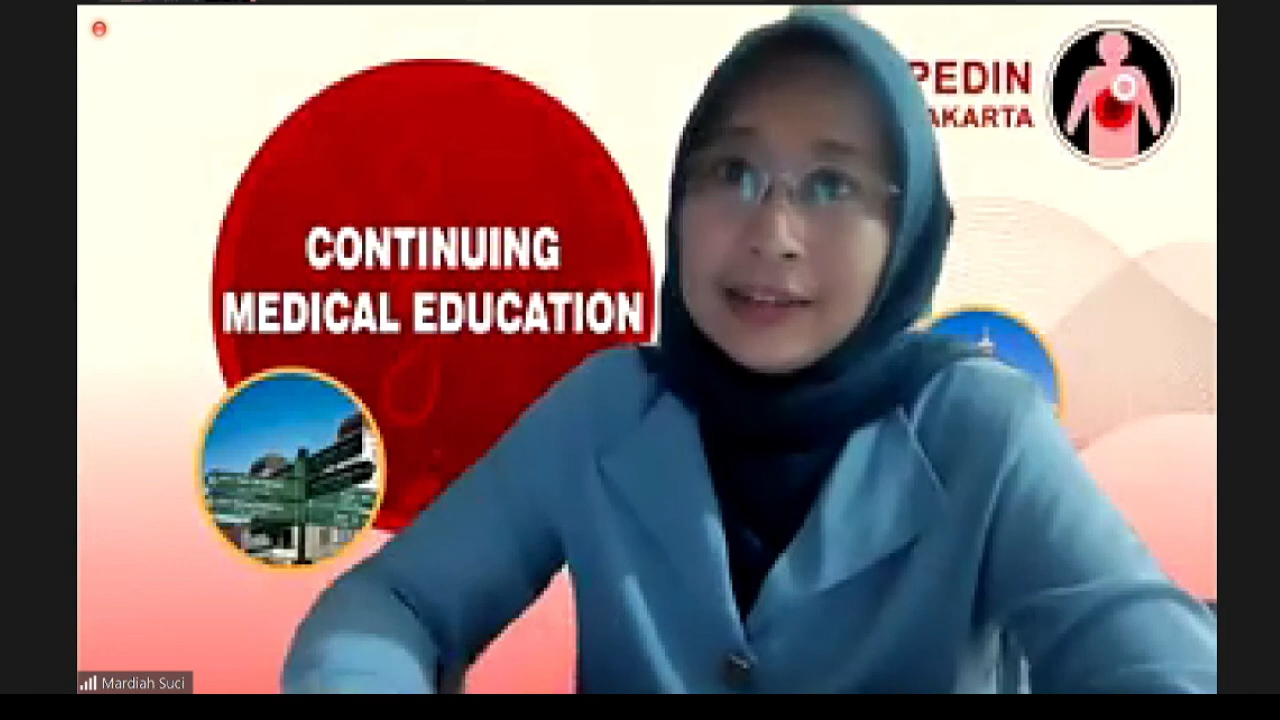 CONTINUING
MEDICAL EDUCATION
PEDIN
AKARTA
Mardiah Suci